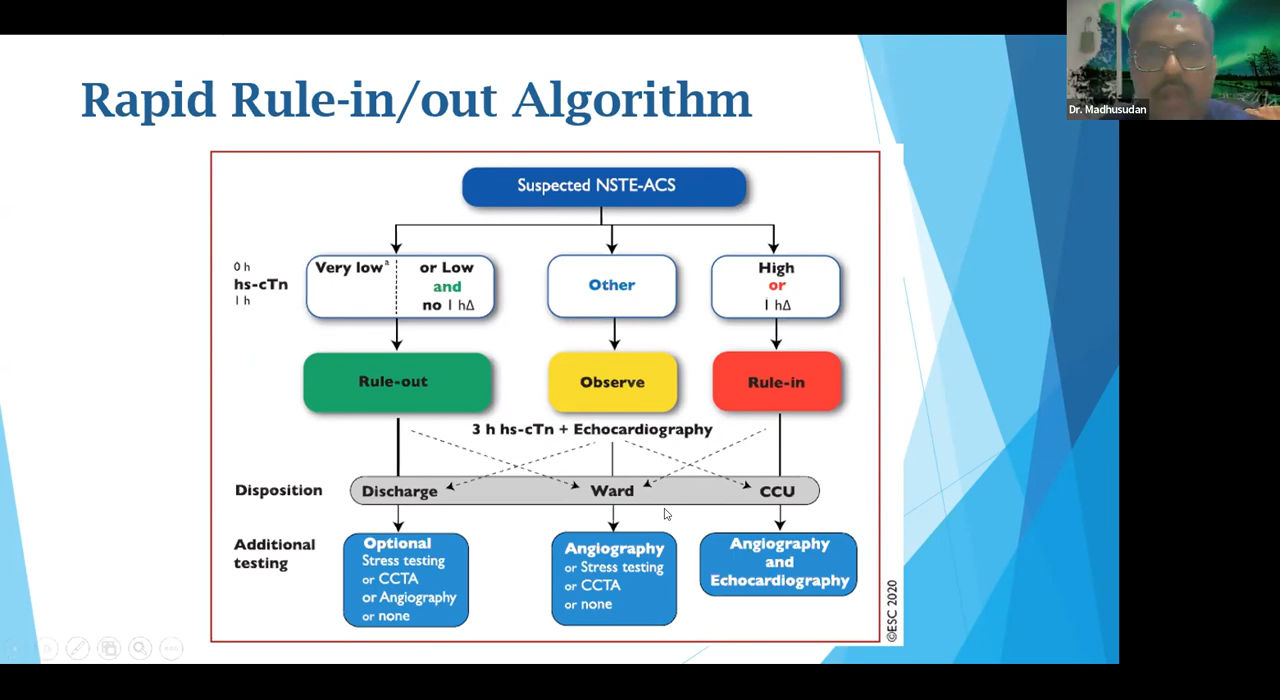 Dr. Madhusudan
Rapid Rule-in/out Algorithm
Suspected NSTE-ACS
0 h
hs-cTn
1 h
Very low a
or Low
and
no 1 hΔ
Other
High
or
1 hΔ
Rule-out
Observe
Rule-in
3 h hs-cTn + Echocardiography
Disposition
Discharge
Ward
CCU
Additional
testing
Optional
Stress testing
or CCTA
or Angiography
or none
Angiography
or Stress testing
or CCTA
or none
Angiography
and
Echocardiography
©ESC 2020